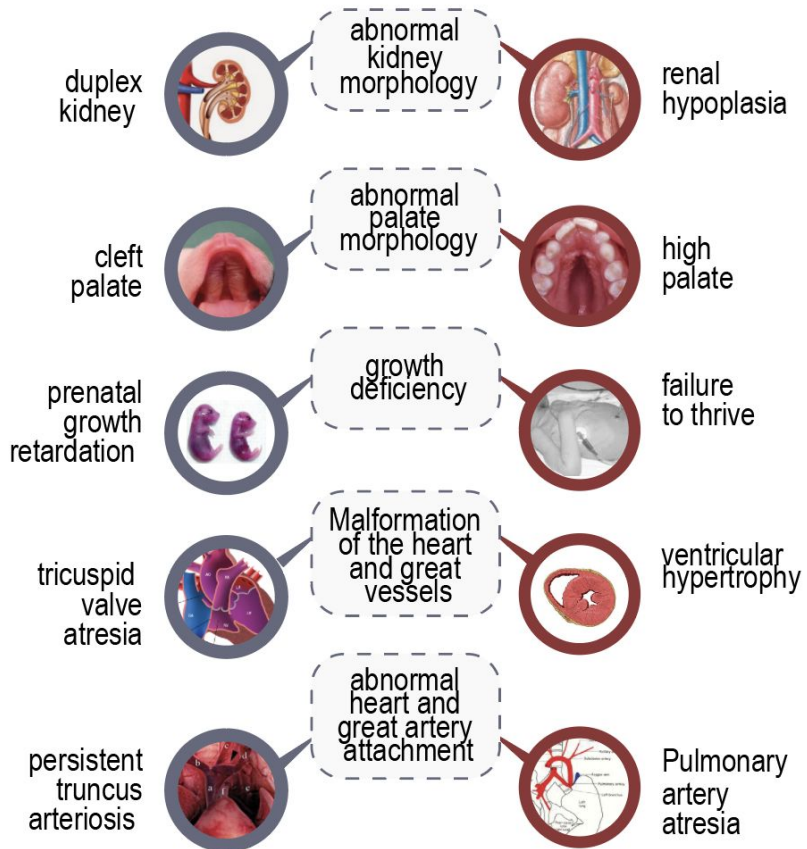 abnormal
kidney
morphology
duplex
kidney
renal
hypoplasia
abnormal
palate
morphology
cleft
palate
high
palate
growth
deficiency
prenatal
growth
retardation
failure
to thrive
Malformation
of the heart
and great
vessels
tricuspid
valve
atresia
ventricular
hypertrophy
abnormal
heart and
great artery
attachment
persistent
truncus
arteriosis
Pulmonary
artery
atresia